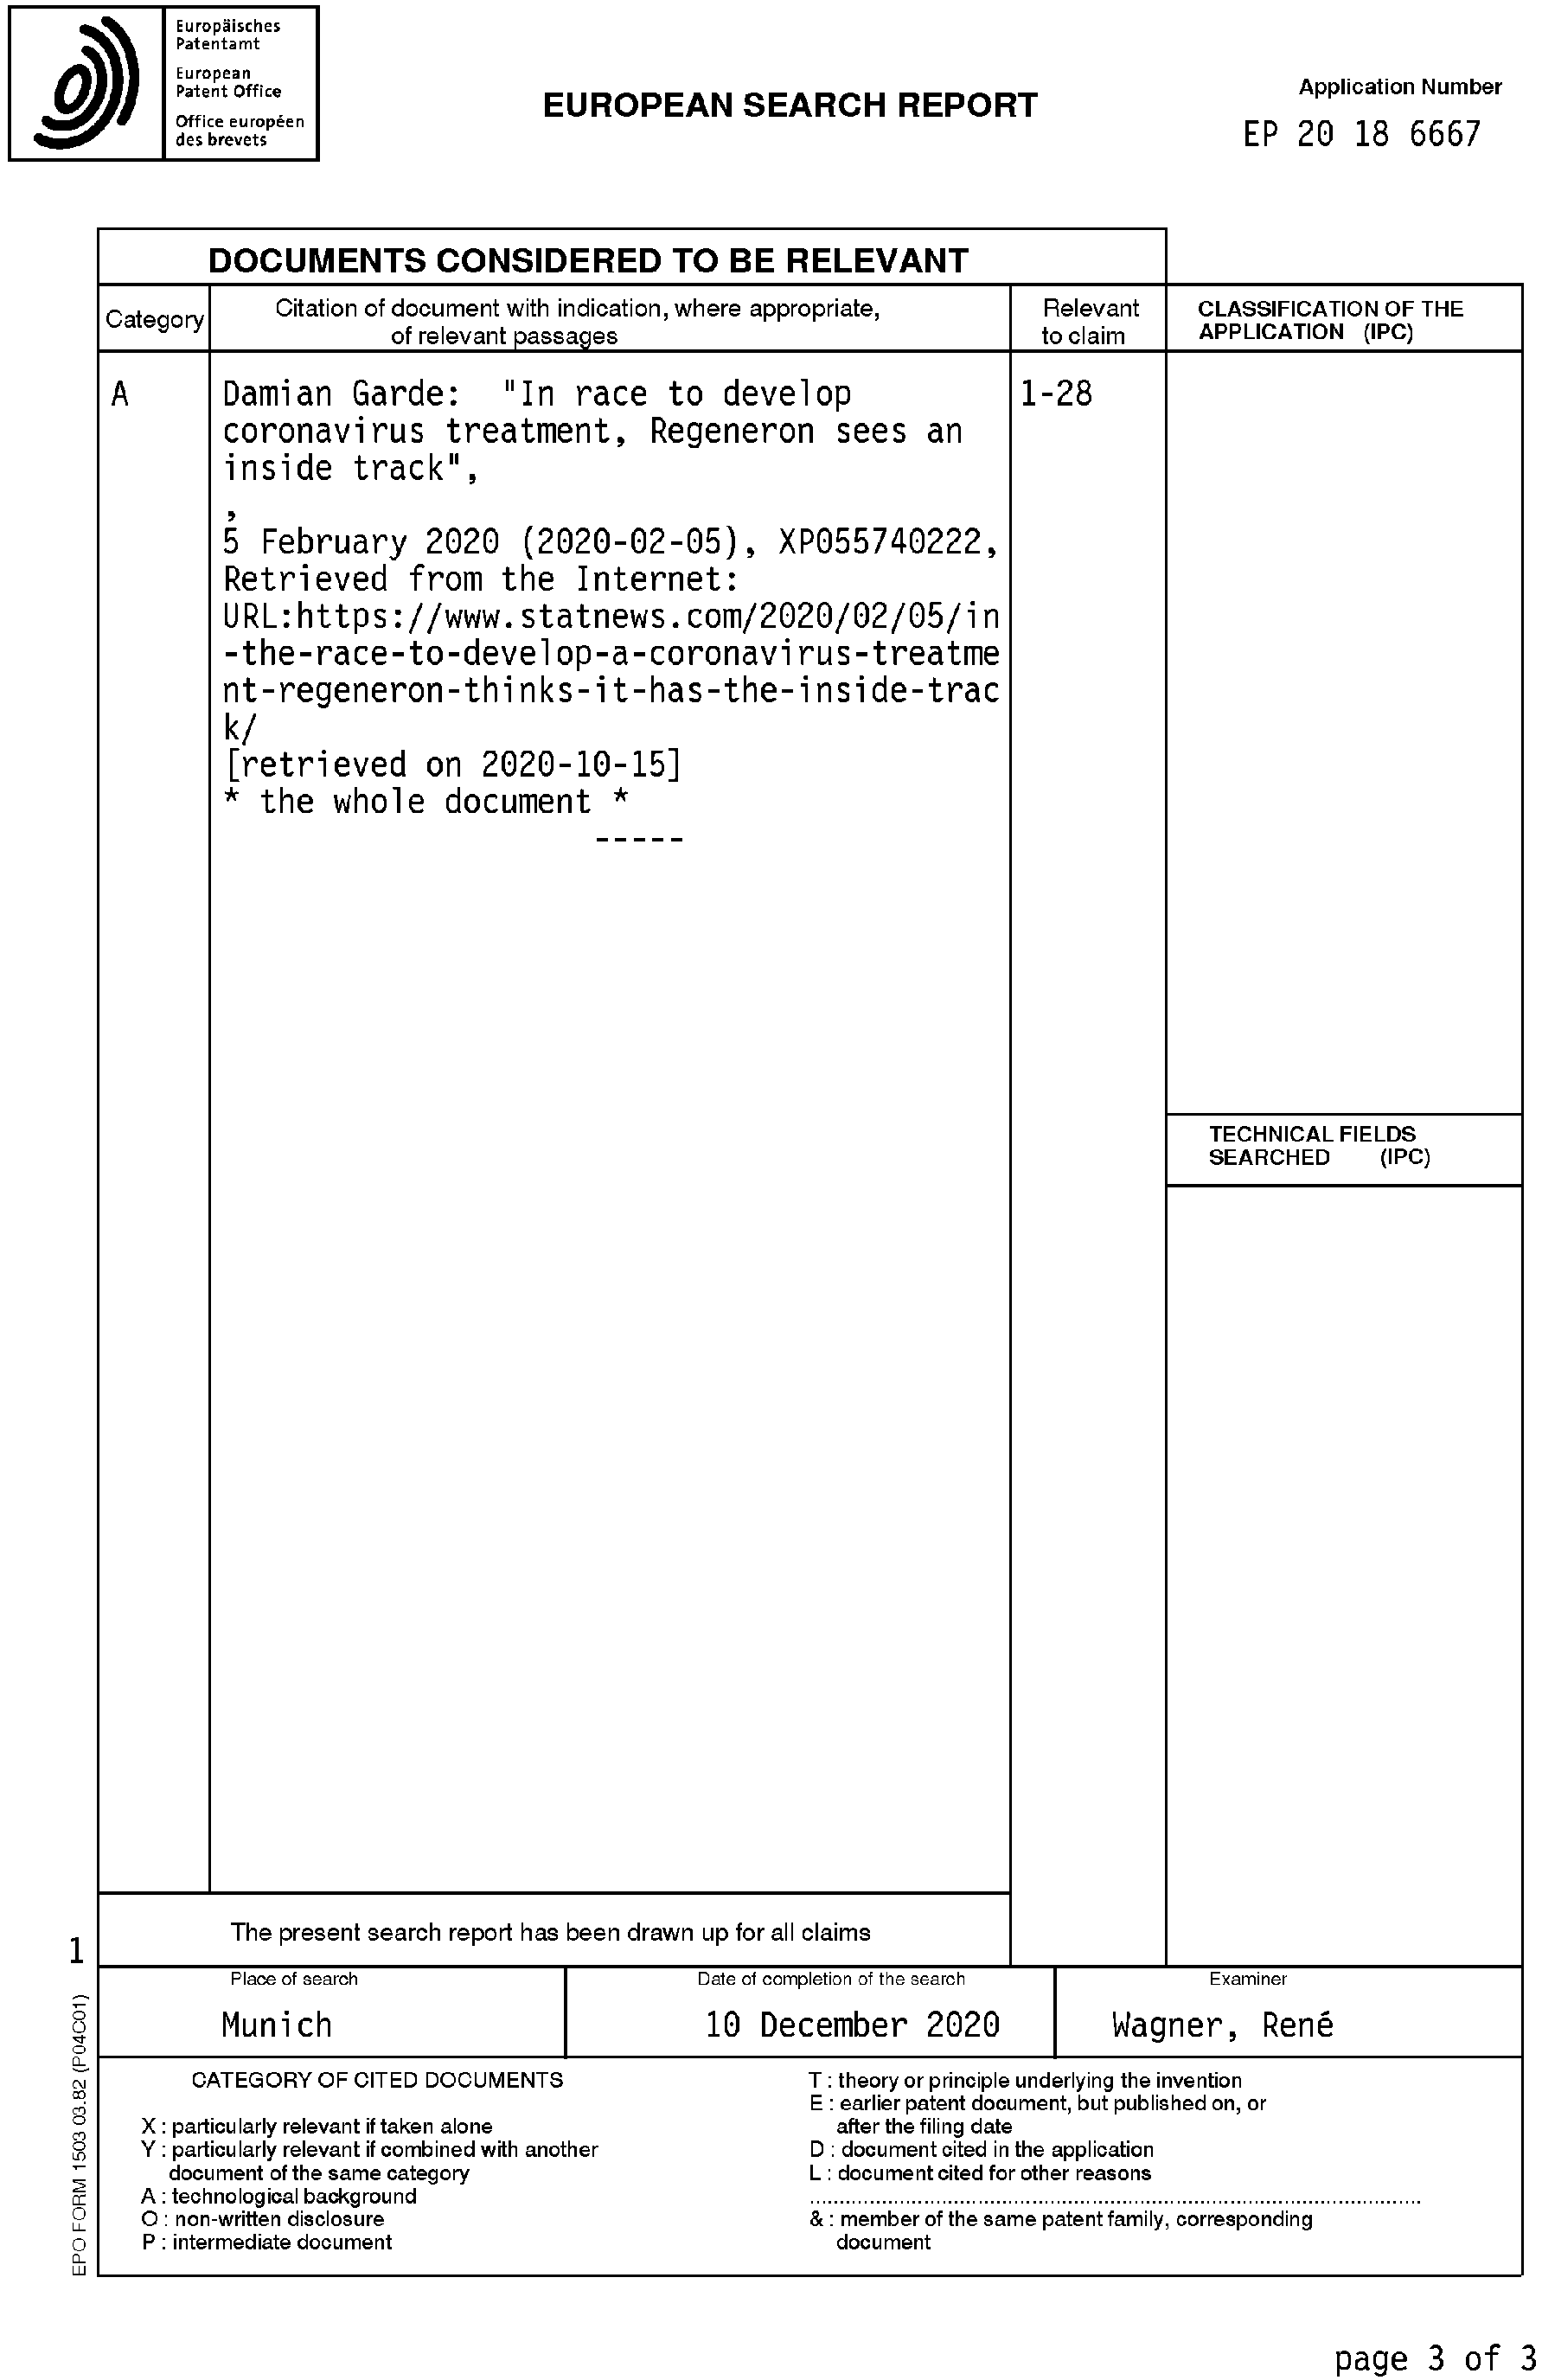 Europäisches
Patentamt
European
Patent Office
Office européen
des brevets
EUROPEAN SEARCH REPORT
Application Number
EP 20 18 6667
DOCUMENTS CONSIDERED TO BE RELEVANT
Category
Citation of document with indication, where appropriate,
of relevant passages
Relevant
to claim
CLASSIFICATION OF THE
APPLICATION (IPC)
A
Damian Garde: "In race to develop
coronavirus treatment, Regeneron sees an
inside track",
,
5 February 2020 (2020-02-05), XP055740222,
Retrieved from the Internet:
URL:https://www.statnews.com/2020/02/05/in
-the-race-to-develop-a-coronavirus-treatme
nt-regeneron-thinks-it-has-the-inside-trac
k/
[retrieved on 2020-10-15]
* the whole document *
-----
1-28
TECHNICAL FIELDS
SEARCHED (IPC)
The present search report has been drawn up for all claims
1
Place of search
Munich
Date of completion of the search
10 December 2020
Examiner
Wagner, René
CATEGORY OF CITED DOCUMENTS
X : particularly relevant if taken alone
Y : particularly relevant if combined with another
document of the same category
A : technological background
O : non-written disclosure
P : intermediate document
T : theory or principle underlying the invention
E : earlier patent document, but published on, or
after the filing date
D : document cited in the application
L : document cited for other reasons
& : member of the same patent family, corresponding
document
EPO FORM 1503 03.82 (P04C01)
page 3 of 3